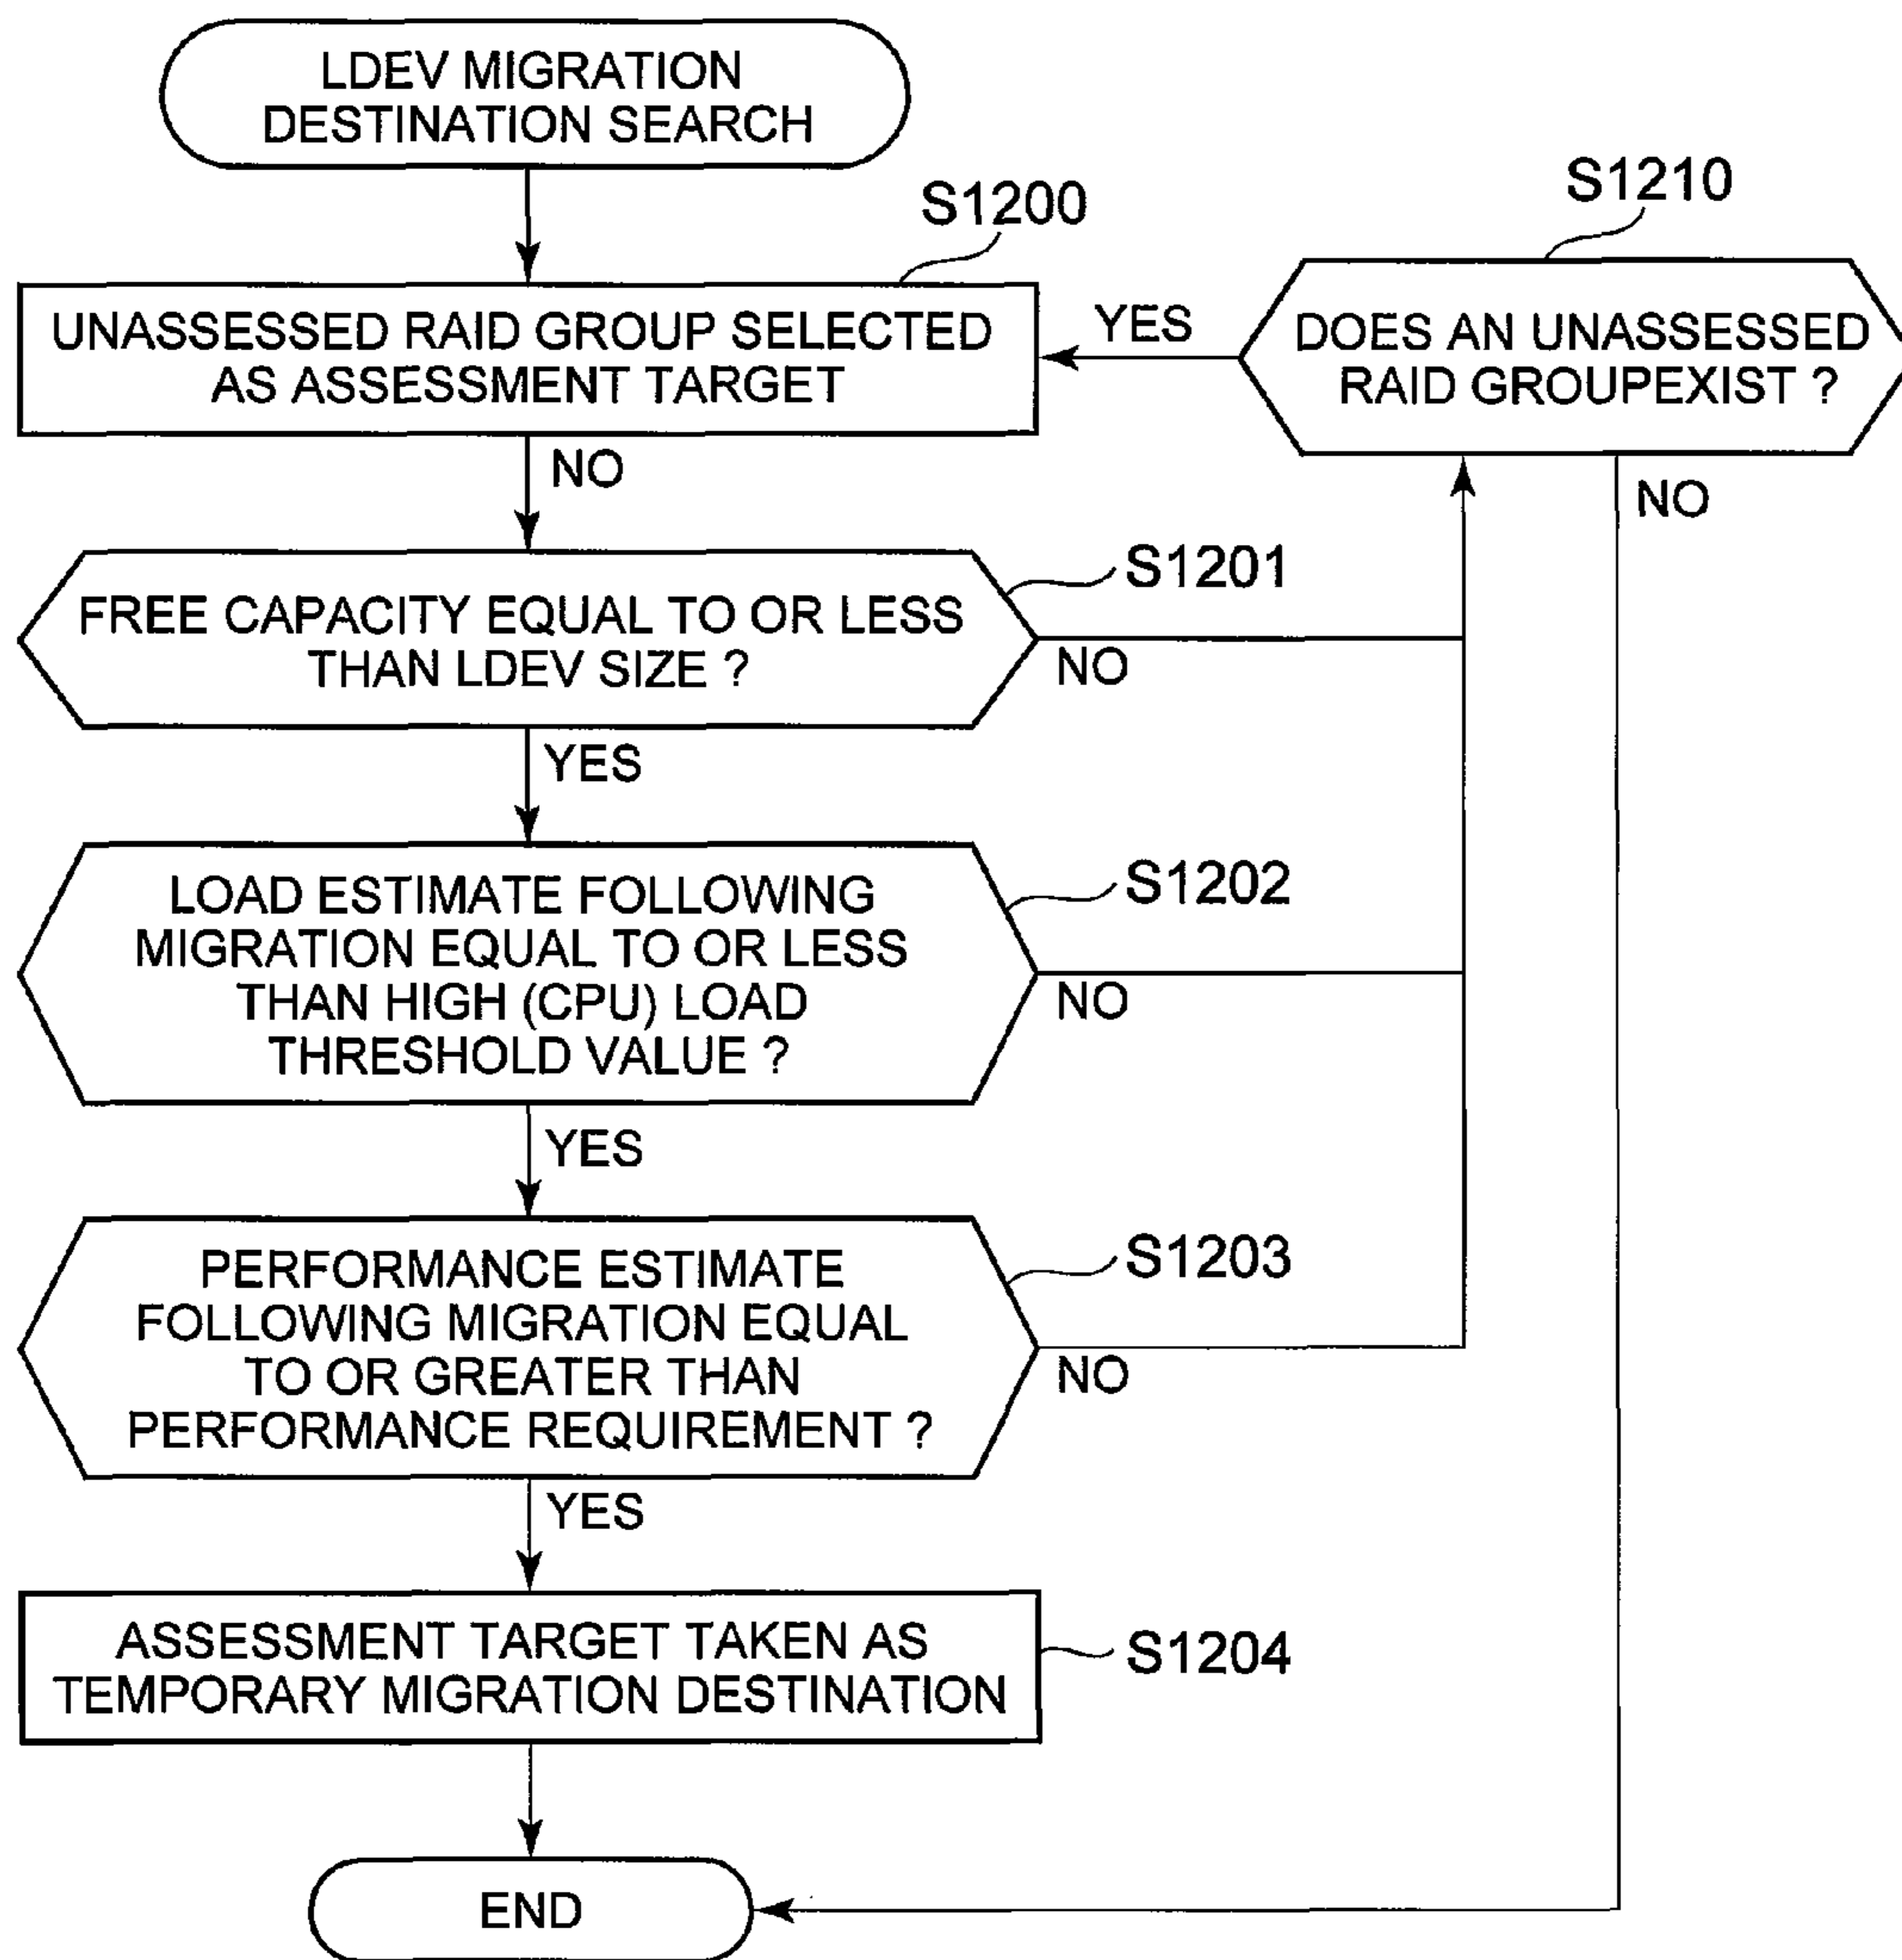 LDEV MIGRATION
DESTINATION SEARCH
S1200
S1210
UNASSESSED RAID GROUP SELECTED
AS ASSESSMENT TARGET
YES
DOES AN UNASSESSED
RAID GROUPEXIST ?
NO
NO
FREE CAPACITY EQUAL TO OR LESS
THAN LDEV SIZE ?
S1201
NO
YES
LOAD ESTIMATE FOLLOWING
MIGRATION EQUAL TO OR LESS
THAN HIGH (CPU) LOAD
THRESHOLD VALUE ?
S1202
NO
YES
PERFORMANCE ESTIMATE
FOLLOWING MIGRATION EQUAL
TO OR GREATER THAN
PERFORMANCE REQUIREMENT ?
S1203
NO
YES
ASSESSMENT TARGET TAKEN AS
TEMPORARY MIGRATION DESTINATION
S1204
END